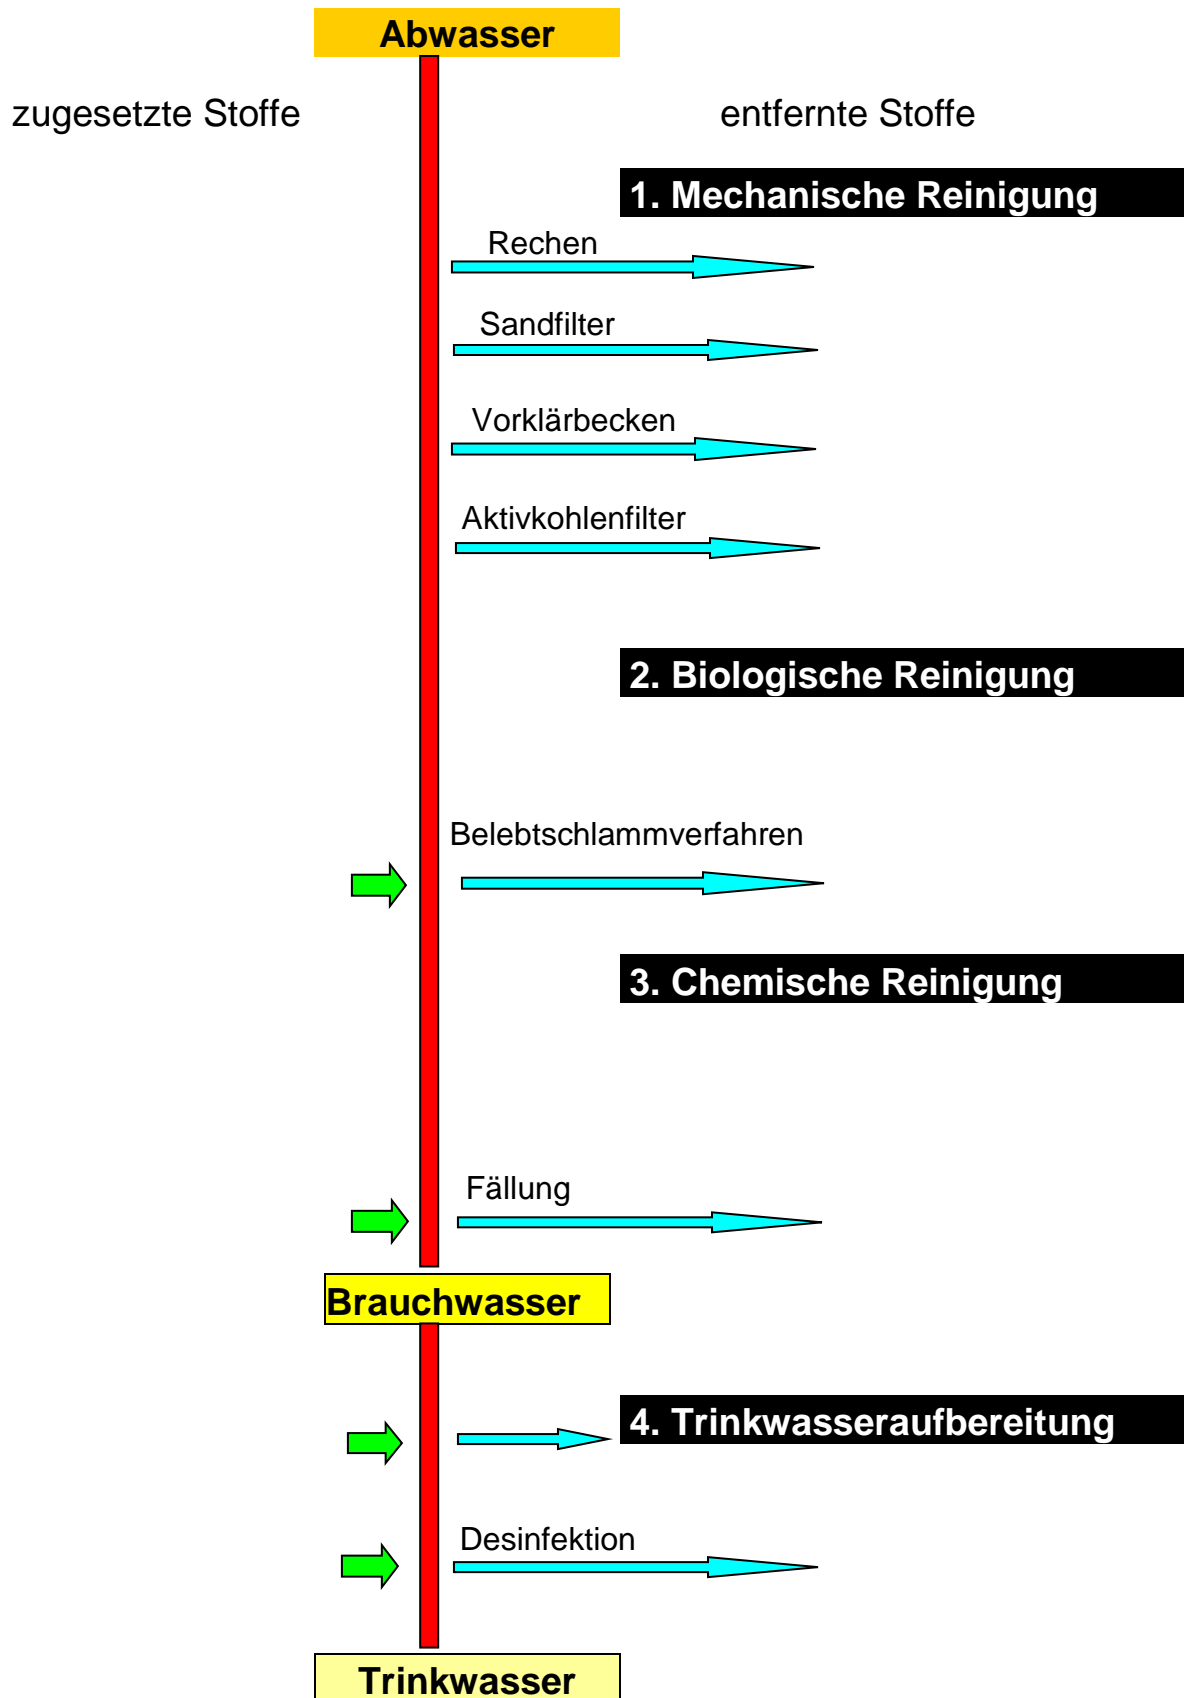 Abwasser
zugesetzte Stoffe
entfernte Stoffe
1. Mechanische Reinigung
Rechen
Sandfilter
Vorklärbecken
Aktivkohlenfilter
2. Biologische Reinigung
Belebtschlammverfahren
3. Chemische Reinigung
Fällung
Brauchwasser
4. Trinkwasseraufbereitung
Desinfektion
Trinkwasser